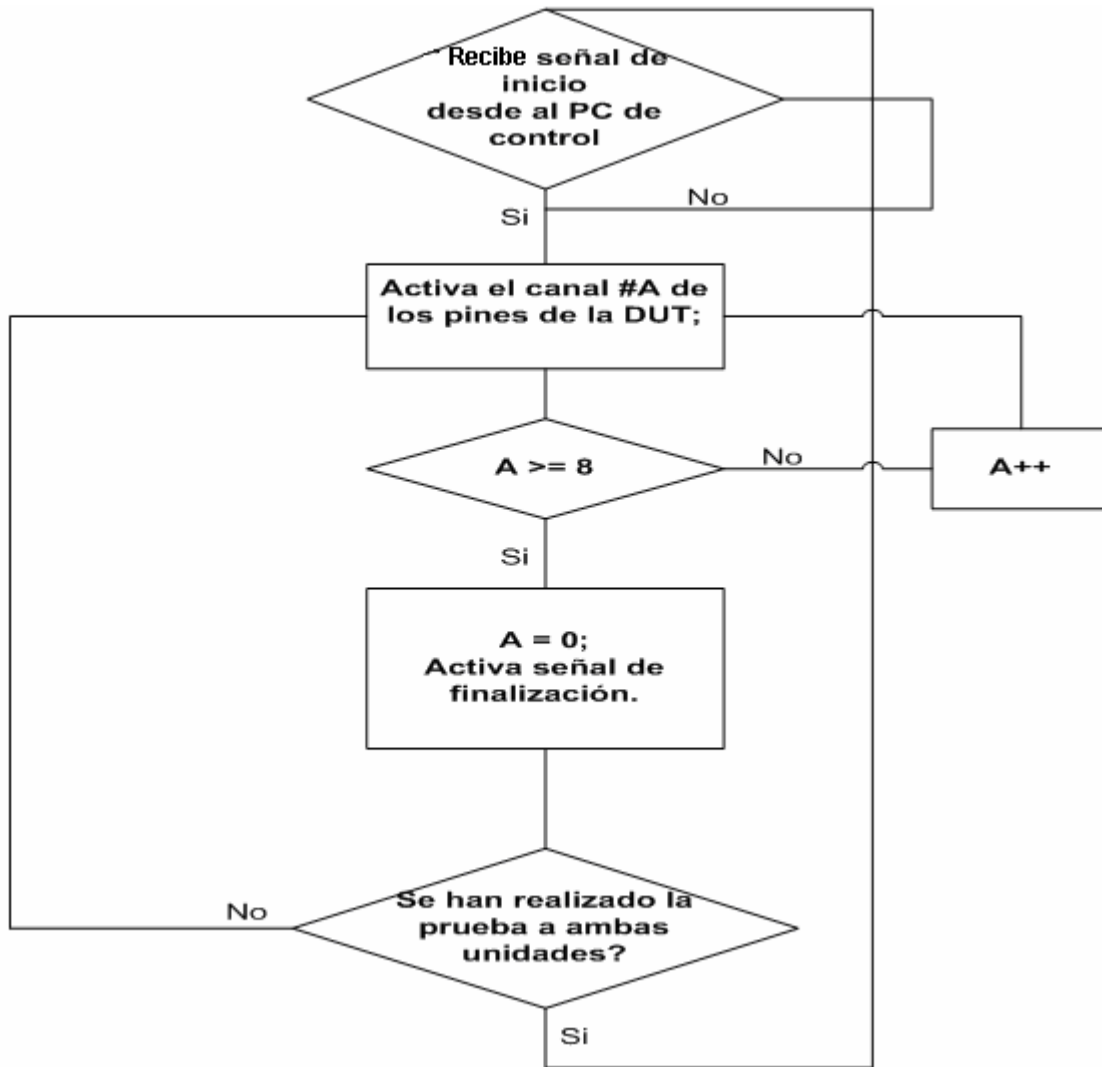 Recibe señal de
inicio
desde al PC de
control
No
Si
Activa el canal #A de
los pines de la DUT;
A >= 8
No
A++
Si
A = 0;
Activa señal de
finalización.
Se han realizado la
prueba a ambas
unidades?
No
Si